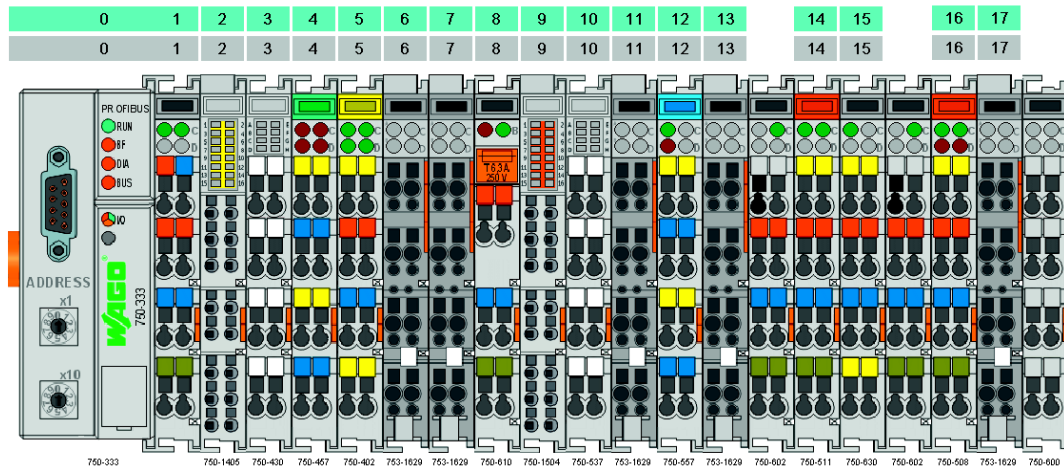 0 1 2 3 4 5 6 7 8 9 10 11 12 13 14 15 16 17
0 1 2 3 4 5 6 7 8 9 10 11 12 13 14 15 16 17
PROFIBUS
RUN
BF
DIA
BUS
I/O
T 6,3A
250 V
ADDRESS
x1
x10
WAGO
750-333
750-333 750-1405 750-430 750-457 750-402 753-1629 753-1629 750-610 750-1504 750-537 753-1629 750-557 753-1629 750-602 750-511 750-630 750-602 750-508 753-1629 750-600